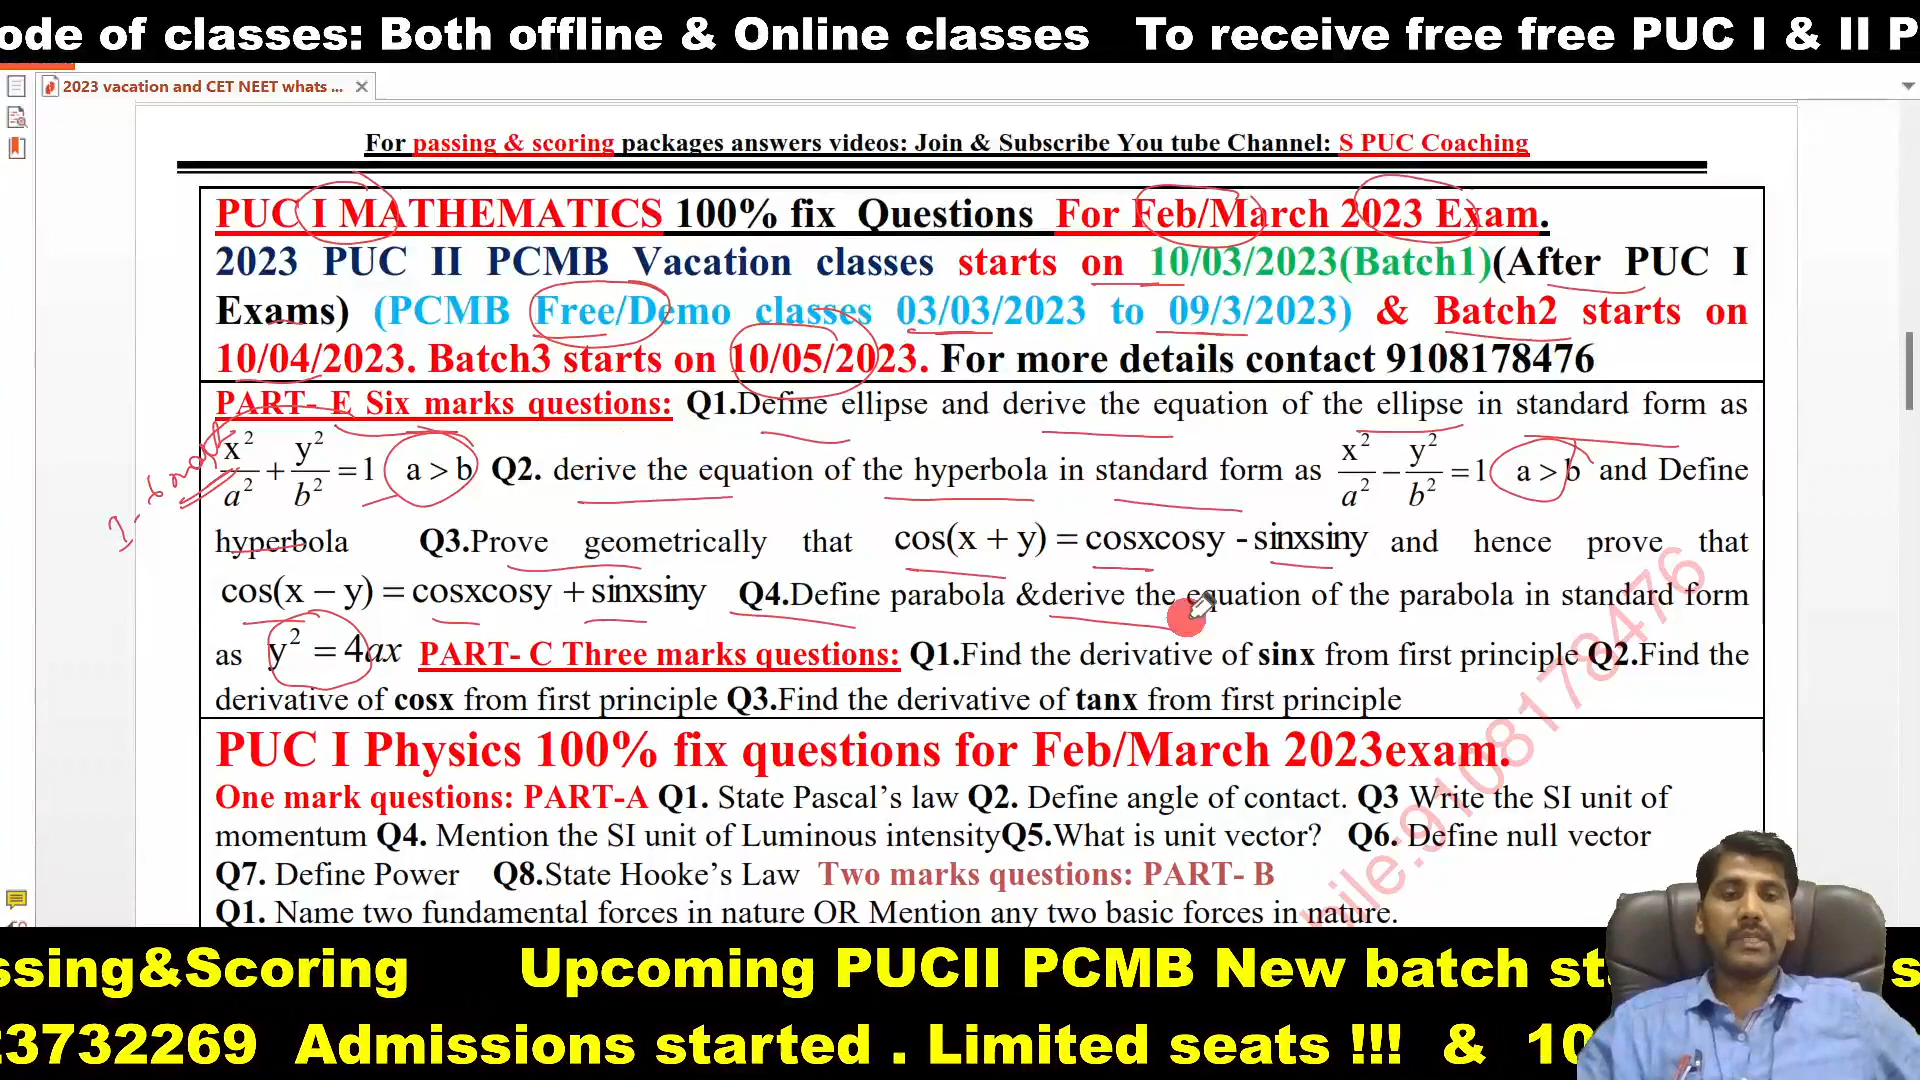 ode of classes: Both offline & Online classes To receive free free PUC I & II P
2023 vacation and CET NEET whats ...
For passing & scoring packages answers videos: Join & Subscribe You tube Channel: S PUC Coaching
PUC I MATHEMATICS 100% fix Questions For Feb/March 2023 Exam.
2023 PUC II PCMB Vacation classes starts on 10/03/2023(Batch1)(After PUC I
Exams) (PCMB Free/Demo classes 03/03/2023 to 09/3/2023) & Batch2 starts on
10/04/2023. Batch3 starts on 10/05/2023. For more details contact 9108178476
PART- E Six marks questions: Q1.Define ellipse and derive the equation of the ellipse in standard form as
x²/a² + y²/b² = 1 a > b Q2. derive the equation of the hyperbola in standard form as x²/a² − y²/b² = 1 a > b and Define
hyperbola Q3.Prove geometrically that cos(x + y) = cosxcosy - sinxsiny and hence prove that
cos(x − y) = cosxcosy + sinxsiny Q4.Define parabola &derive the equation of the parabola in standard form
as y² = 4ax PART- C Three marks questions: Q1.Find the derivative of sinx from first principle Q2.Find the
derivative of cosx from first principle Q3.Find the derivative of tanx from first principle
PUC I Physics 100% fix questions for Feb/March 2023exam.
One mark questions: PART-A Q1. State Pascal's law Q2. Define angle of contact. Q3 Write the SI unit of
momentum Q4. Mention the SI unit of Luminous intensityQ5.What is unit vector? Q6. Define null vector
Q7. Define Power Q8.State Hooke's Law Two marks questions: PART- B
Q1. Name two fundamental forces in nature OR Mention any two basic forces in nature.
bile:9108178476
ssing&Scoring Upcoming PUCII PCMB New batch st s
23732269 Admissions started . Limited seats !!! & 10